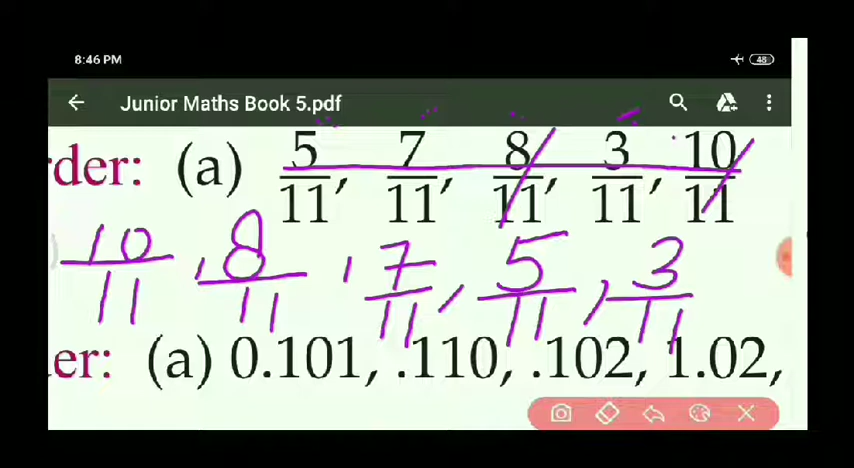 8:46 PM 48
Junior Maths Book 5.pdf
rder: (a) 5/11, 7/11, 8/11, 3/11, 10/11
10/11, 8/11, 7/11, 5/11, 3/11
er: (a) 0.101, .110, .102, 1.02,